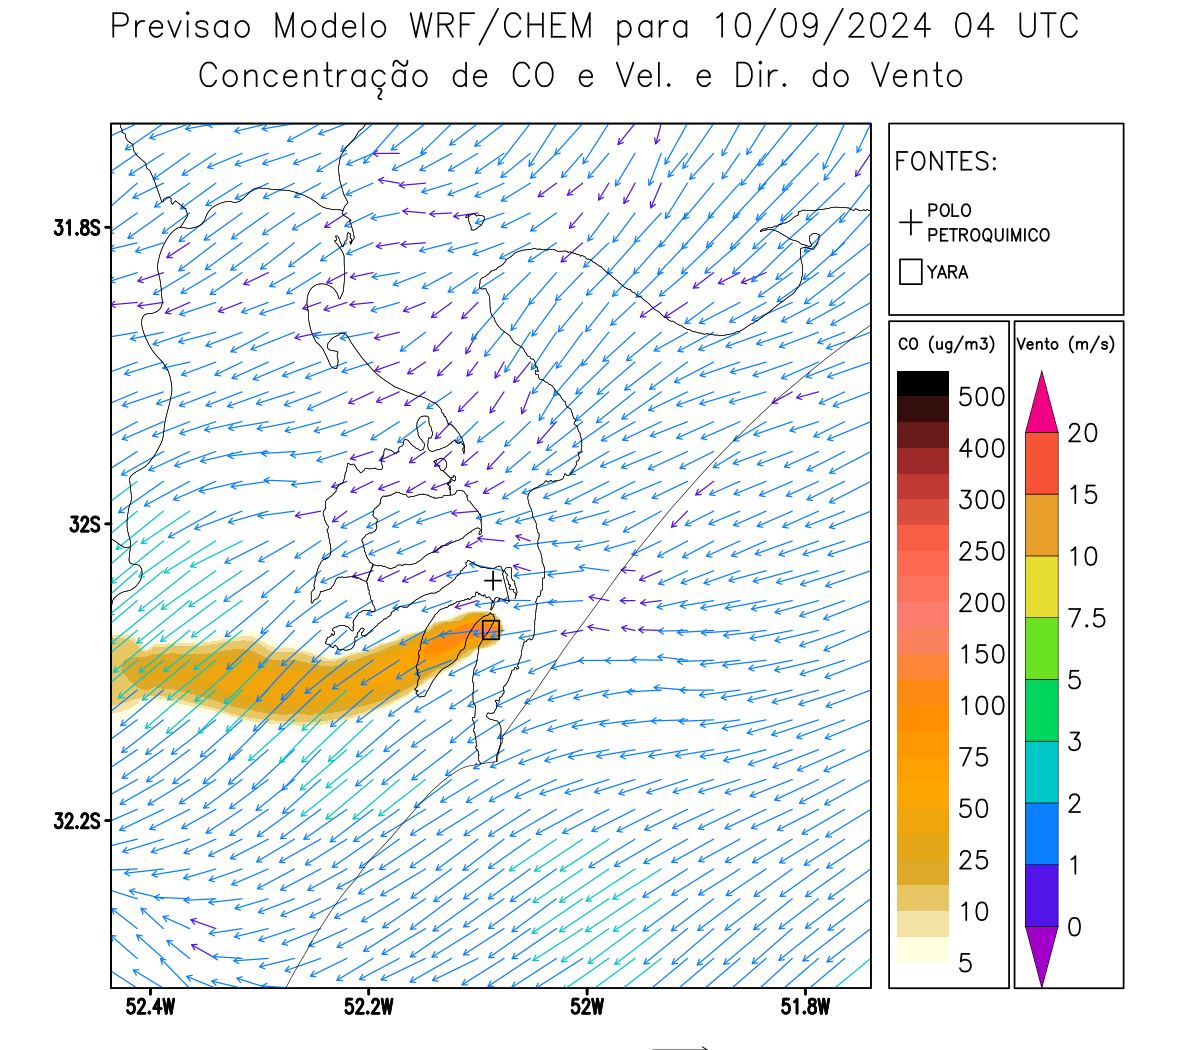 Previsao Modelo WRF/CHEM para 10/09/2024 04 UTC
Concentração de CO e Vel. e Dir. do Vento
FONTES:
POLO
PETROQUIMICO
YARA
CO (ug/m3)
500
400
300
250
200
150
100
75
50
25
10
5
Vento (m/s)
20
15
10
7.5
5
3
2
1
0
31.8S
32S
32.2S
52.4W
52.2W
52W
51.8W